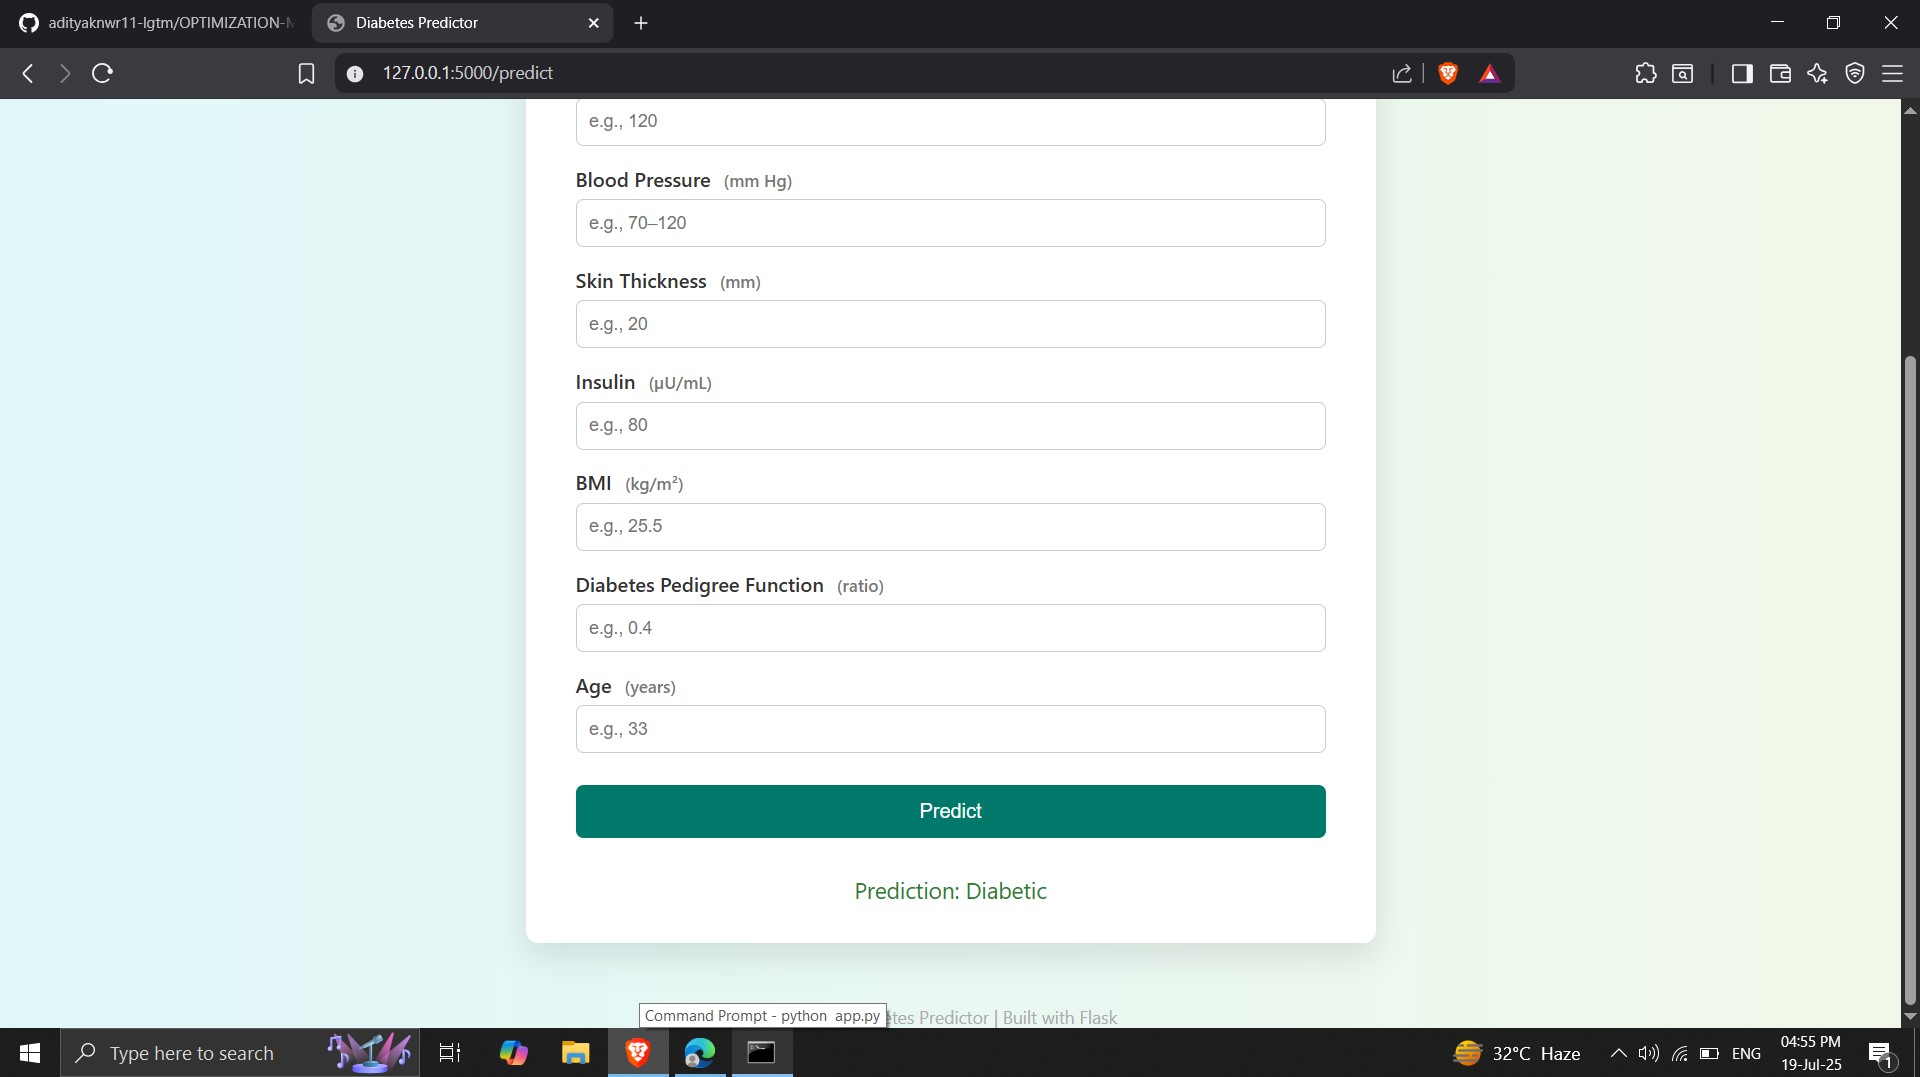 adityaknwr11-lgtm/OPTIMIZATION-M
Diabetes Predictor
127.0.0.1:5000/predict
e.g., 120
Blood Pressure (mm Hg)
e.g., 70–120
Skin Thickness (mm)
e.g., 20
Insulin (μU/mL)
e.g., 80
BMI (kg/m²)
e.g., 25.5
Diabetes Pedigree Function (ratio)
e.g., 0.4
Age (years)
e.g., 33
Predict
Prediction: Diabetic
Command Prompt - python app.py
etes Predictor | Built with Flask
Type here to search
32°C Haze
ENG
04:55 PM
19-Jul-25
1